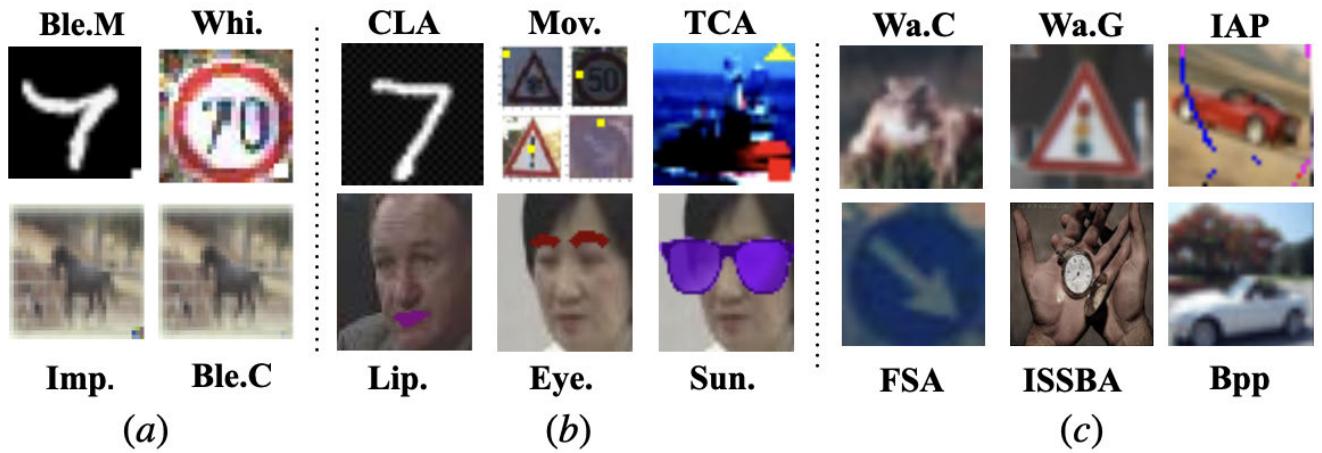 Ble.M Whi. CLA Mov. TCA Wa.C Wa.G IAP
70
50
Imp. Ble.C Lip. Eye. Sun. FSA ISSBA Bpp
(a) (b) (c)